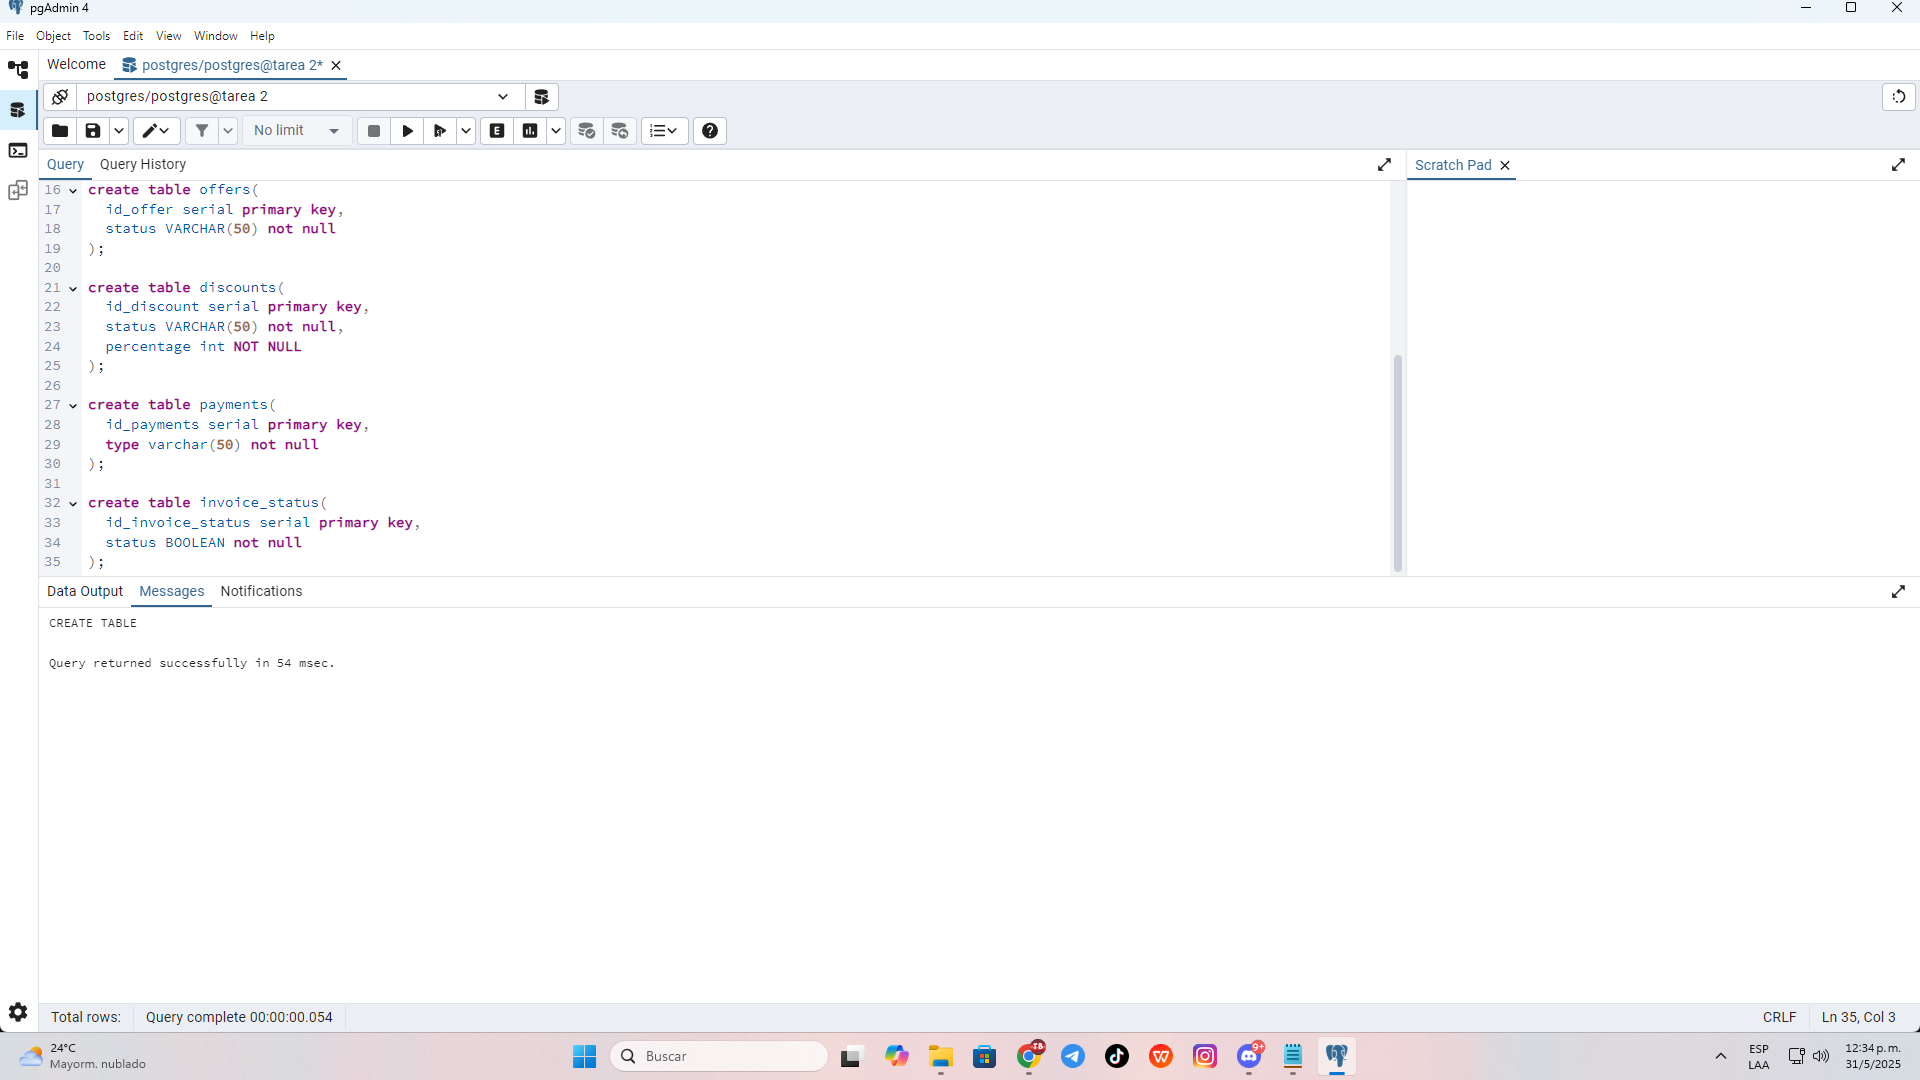 pgAdmin 4
File Object Tools Edit View Window Help
Welcome postgres/postgres@tarea 2*
postgres/postgres@tarea 2
No limit
Query Query History
Scratch Pad
16 create table offers(
17 id_offer serial primary key,
18 status VARCHAR(50) not null
19 );
20
21 create table discounts(
22 id_discount serial primary key,
23 status VARCHAR(50) not null,
24 percentage int NOT NULL
25 );
26
27 create table payments(
28 id_payments serial primary key,
29 type varchar(50) not null
30 );
31
32 create table invoice_status(
33 id_invoice_status serial primary key,
34 status BOOLEAN not null
35 );
Data Output Messages Notifications
CREATE TABLE
Query returned successfully in 54 msec.
Total rows: Query complete 00:00:00.054 CRLF Ln 35, Col 3
24°C
Mayorm. nublado
Buscar
TB
9+
ESP
LAA
12:34 p. m.
31/5/2025